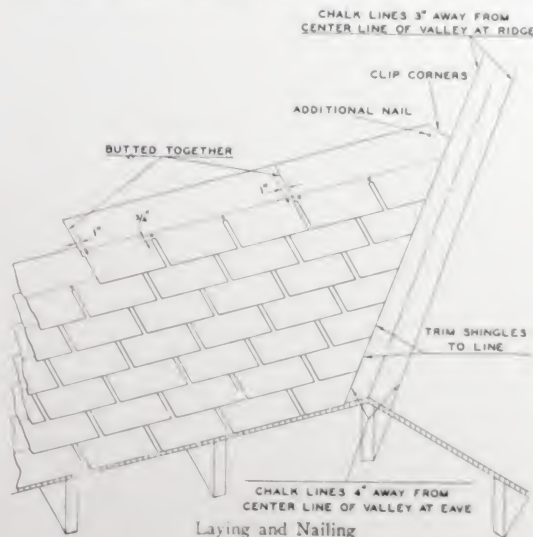 CHALK LINES 3" AWAY FROM
CENTER LINE OF VALLEY AT RIDGE
CLIP CORNERS
ADDITIONAL NAIL
BUTTED TOGETHER
1"
1"
3/4"
TRIM SHINGLES
TO LINE
CHALK LINES 4" AWAY FROM
CENTER LINE OF VALLEY AT EAVE
Laying and Nailing